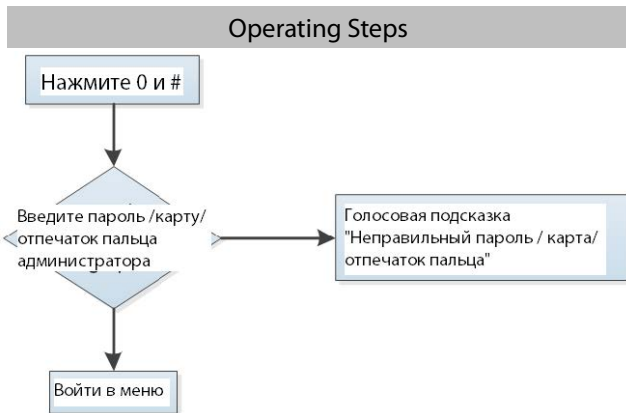 Operating Steps
Нажмите 0 и #
Введите пароль /карту/
отпечаток пальца
администратора
Голосовая подсказка
"Неправильный пароль / карта/
отпечаток пальца"
Войти в меню